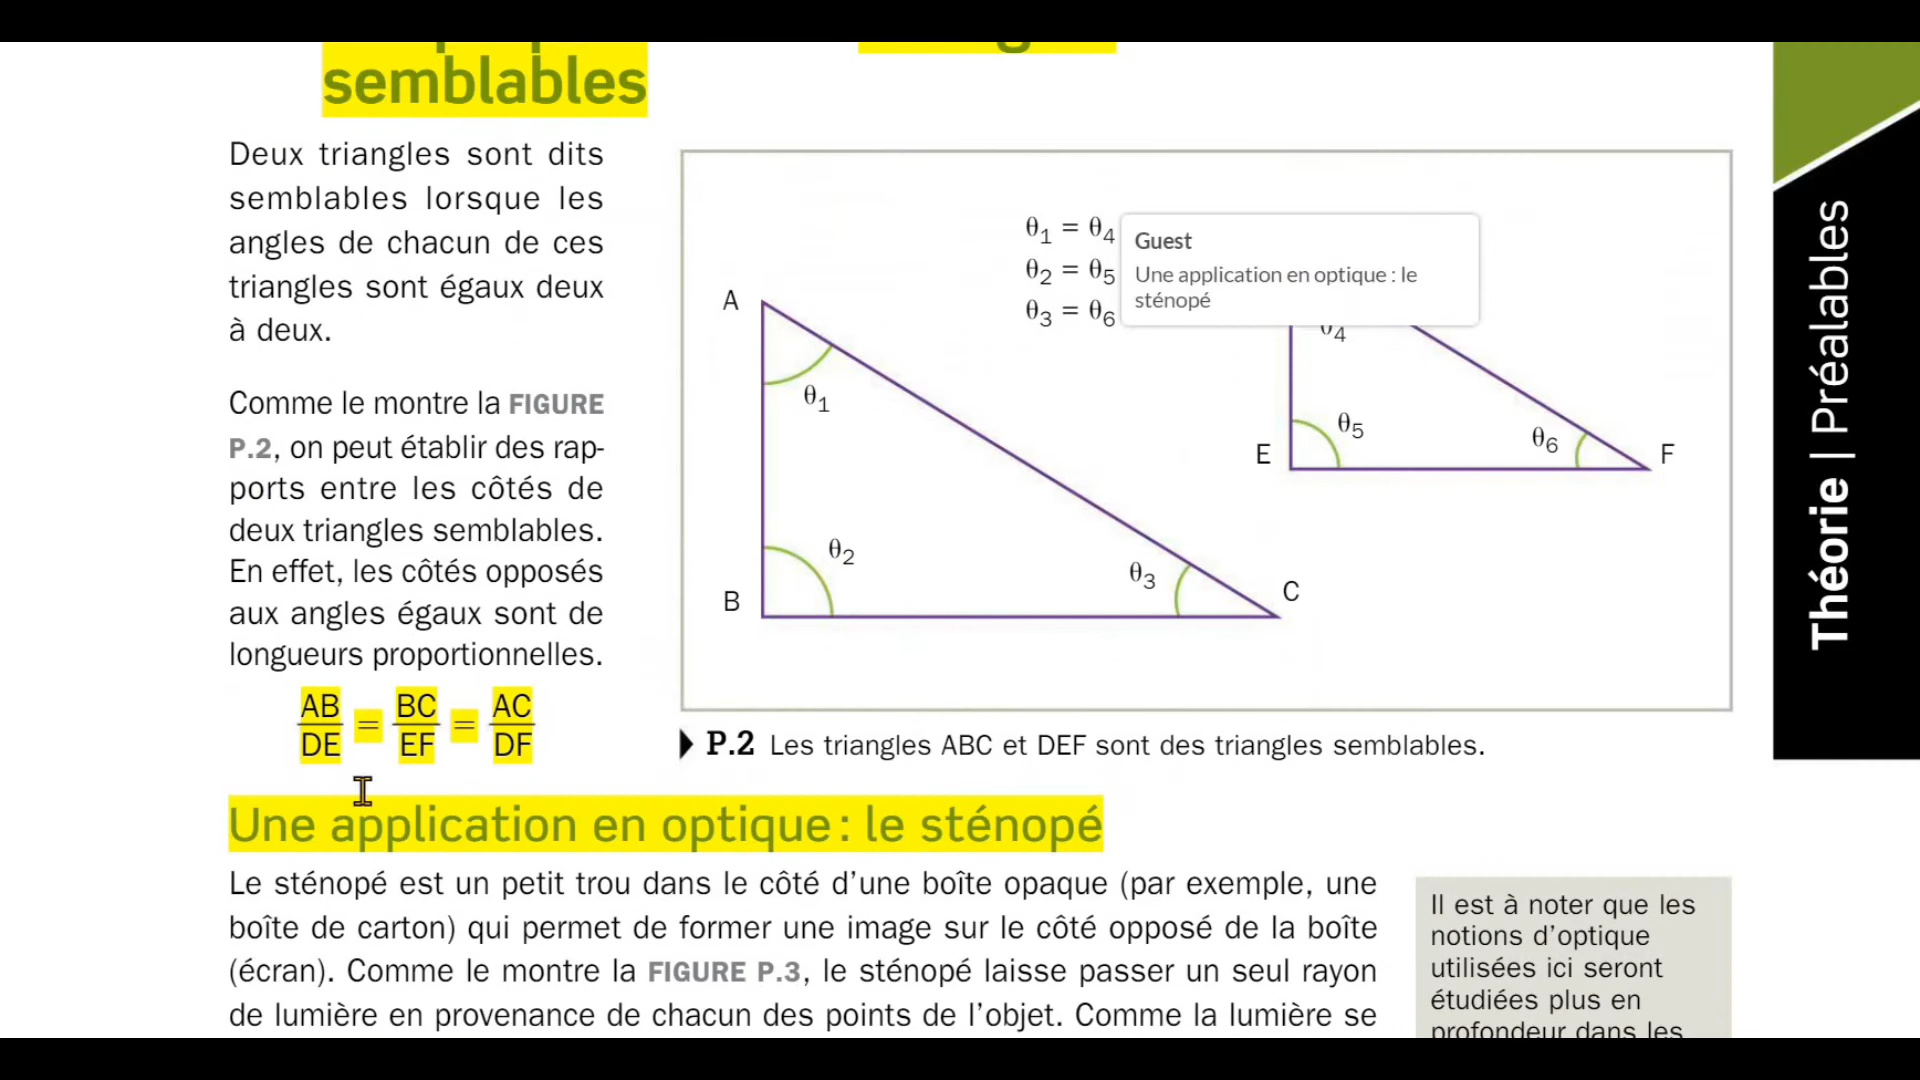 semblables
Deux triangles sont dits
semblables lorsque les
angles de chacun de ces
triangles sont égaux deux
à deux.
Comme le montre la FIGURE
P.2, on peut établir des rap-
ports entre les côtés de
deux triangles semblables.
En effet, les côtés opposés
aux angles égaux sont de
longueurs proportionnelles.
AB/DE = BC/EF = AC/DF
θ1 = θ4
θ2 = θ5
θ3 = θ6
Guest
Une application en optique : le
sténopé
A
θ1
B
θ2
θ3
C
θ4
E
θ5
θ6
F
P.2 Les triangles ABC et DEF sont des triangles semblables.
Une application en optique : le sténopé
Le sténopé est un petit trou dans le côté d’une boîte opaque (par exemple, une
boîte de carton) qui permet de former une image sur le côté opposé de la boîte
(écran). Comme le montre la FIGURE P.3, le sténopé laisse passer un seul rayon
de lumière en provenance de chacun des points de l’objet. Comme la lumière se
Il est à noter que les
notions d’optique
utilisées ici seront
étudiées plus en
profondeur dans les
Théorie | Préalables